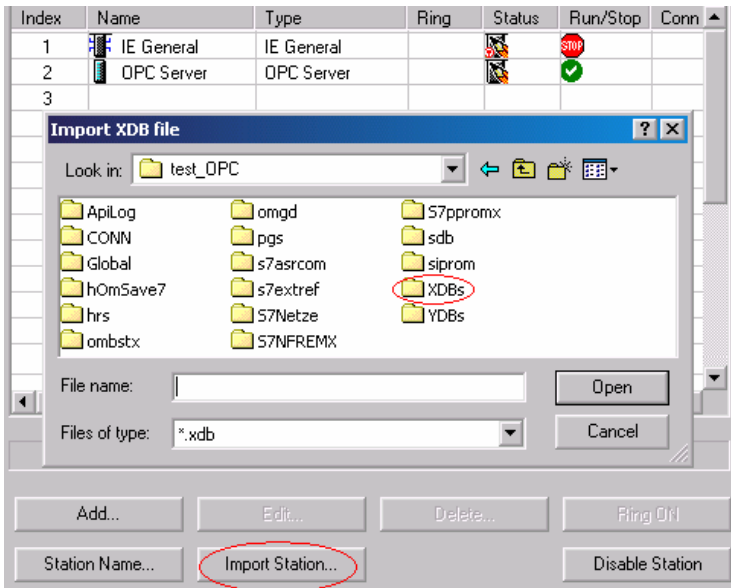 Index Name Type Ring Status Run/Stop Conn
1 IE General IE General STOP
2 OPC Server OPC Server
3
Import XDB file
Look in: test_OPC
ApiLog omgd S7ppromx
CONN pgs sdb
Global s7asrcom siprom
hOmSave7 s7extref XDBs
hrs S7Netze YDBs
ombstx S7NFREMX
File name: Open
Files of type: *.xdb Cancel
Add... Edit... Delete... Ring ON
Station Name... Import Station... Disable Station